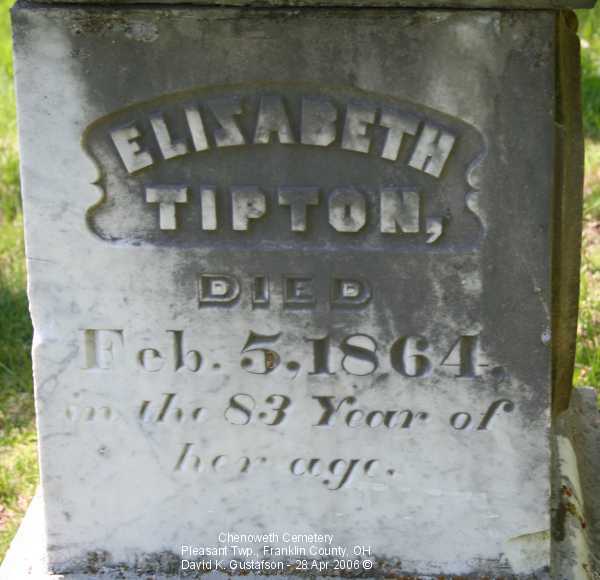 ELIZABETH
TIPTON,
DIED
Feb. 5, 1864.
in the 83 Year of
her age.
Chenoweth Cemetery
Pleasant Twp., Franklin County, OH
David K. Gustafson - 28 Apr 2006 ©